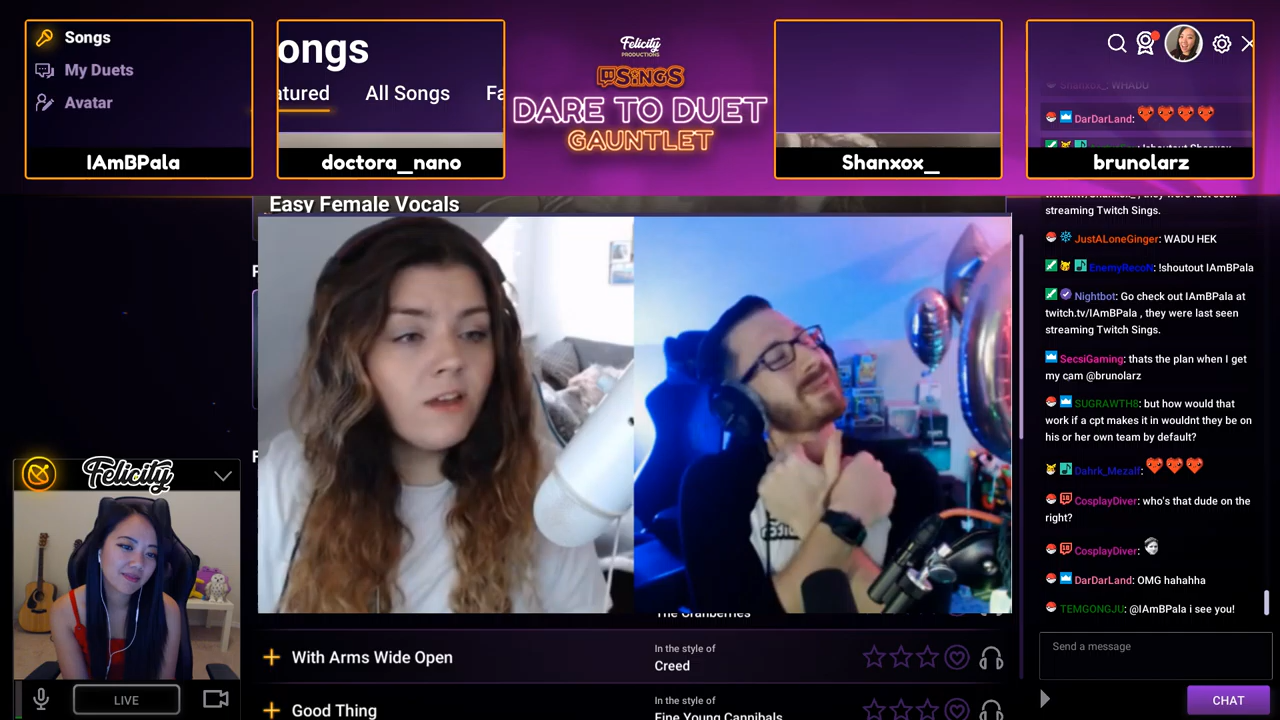 Songs
My Duets
Avatar
IAmBPala
ongs
atured
All Songs
Fa
doctora__nano
Felicity
PRODUCTIONS
SINGS
DARE TO DUET
GAUNTLET
Shanxox_
Shanxox_: WHADU
DarDarLand:
brunolarz
Easy Female Vocals
streaming Twitch Sings.
JustALoneGinger: WADU HEK
EnemyRecoN: !shoutout IAmBPala
Nightbot: Go check out IAmBPala at
twitch.tv/IAmBPala , they were last seen
streaming Twitch Sings.
SecsiGaming: thats the plan when I get
my cam @brunolarz
SUGRAWTH8: but how would that
work if a cpt makes it in wouldnt they be on
his or her own team by default?
Dahrk_Mezalf:
CosplayDiver: who's that dude on the
right?
CosplayDiver:
DarDarLand: OMG hahahha
TEMGONGJU: @IAmBPala i see you!
Send a message
CHAT
Felicity
LIVE
The Cranberries
With Arms Wide Open
In the style of
Creed
Good Thing
In the style of
Fine Young Cannibals